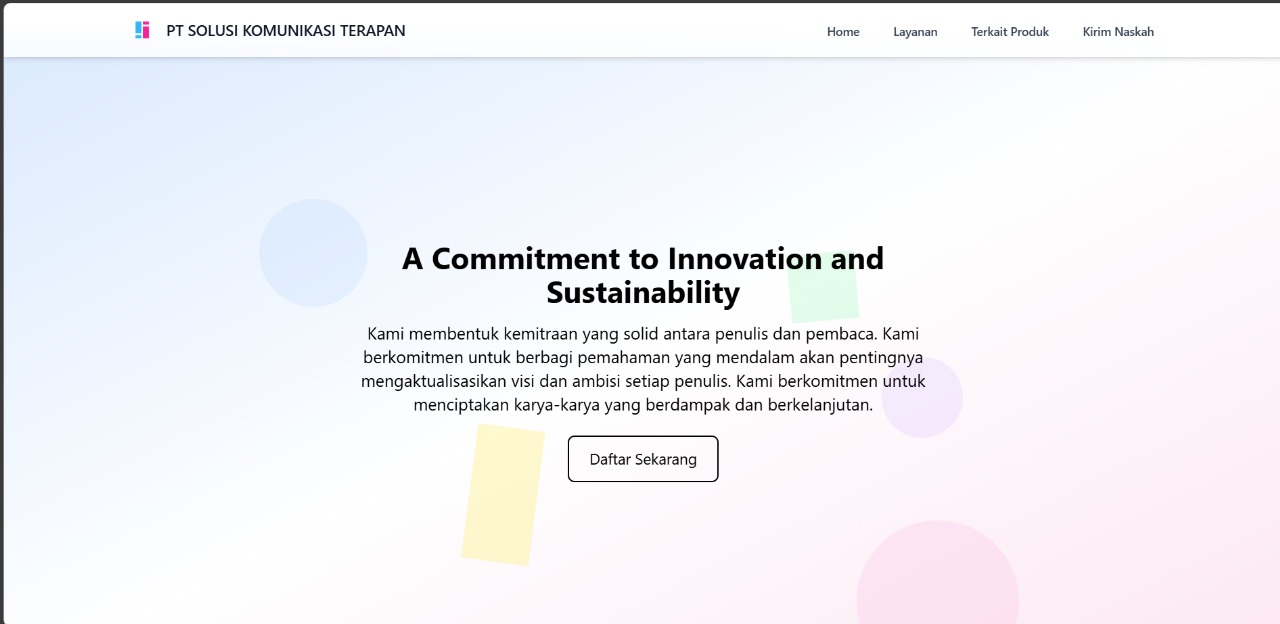 PT SOLUSI KOMUNIKASI TERAPAN
Home
Layanan
Terkait Produk
Kirim Naskah
A Commitment to Innovation and
Sustainability
Kami membentuk kemitraan yang solid antara penulis dan pembaca. Kami
berkomitmen untuk berbagi pemahaman yang mendalam akan pentingnya
mengaktualisasikan visi dan ambisi setiap penulis. Kami berkomitmen untuk
menciptakan karya-karya yang berdampak dan berkelanjutan.
Daftar Sekarang